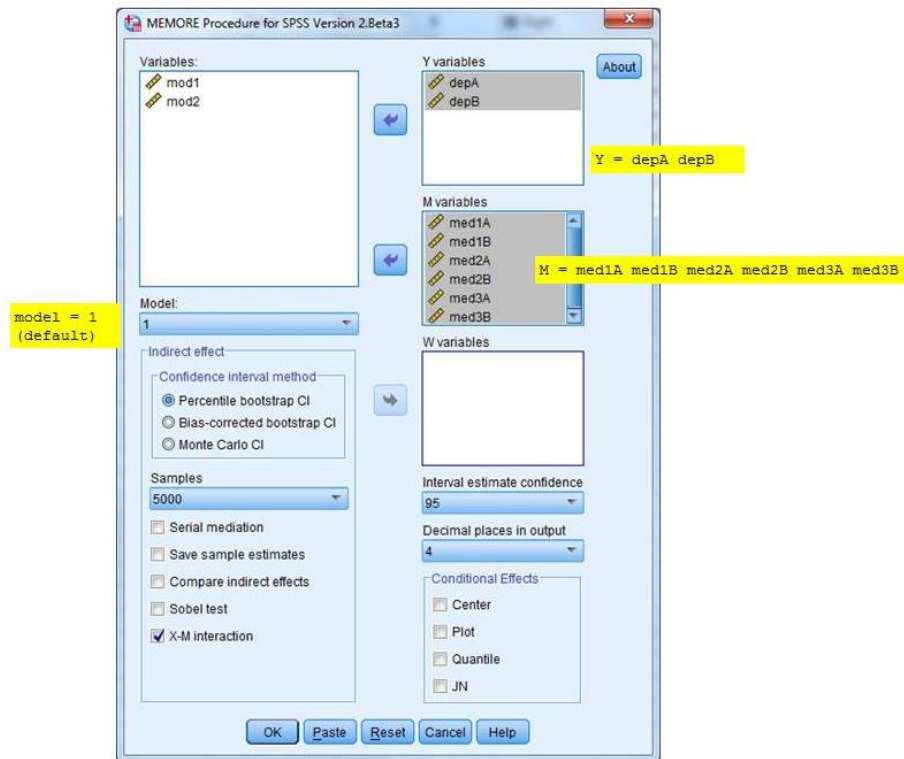 MEMORE Procedure for SPSS Version 2.Beta3
Variables:
mod1
mod2
Y variables
depA
depB
About
Y = depA depB
M variables
med1A
med1B
med2A
med2B
med3A
med3B
M = med1A med1B med2A med2B med3A med3B
model = 1
(default)
Model:
1
Indirect effect
Confidence interval method
Percentile bootstrap CI
Bias-corrected bootstrap CI
Monte Carlo CI
Samples
5000
Serial mediation
Save sample estimates
Compare indirect effects
Sobel test
X-M interaction
W variables
Interval estimate confidence
95
Decimal places in output
4
Conditional Effects
Center
Plot
Quantile
JN
OK Paste Reset Cancel Help